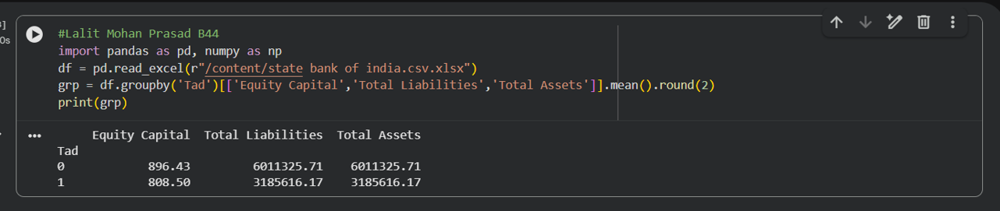 ]
0s
#Lalit Mohan Prasad B44
import pandas as pd, numpy as np
df = pd.read_excel(r"/content/state bank of india.csv.xlsx")
grp = df.groupby('Tad')[['Equity Capital','Total Liabilities','Total Assets']].mean().round(2)
print(grp)
Equity Capital Total Liabilities Total Assets
Tad
0 896.43 6011325.71 6011325.71
1 808.50 3185616.17 3185616.17